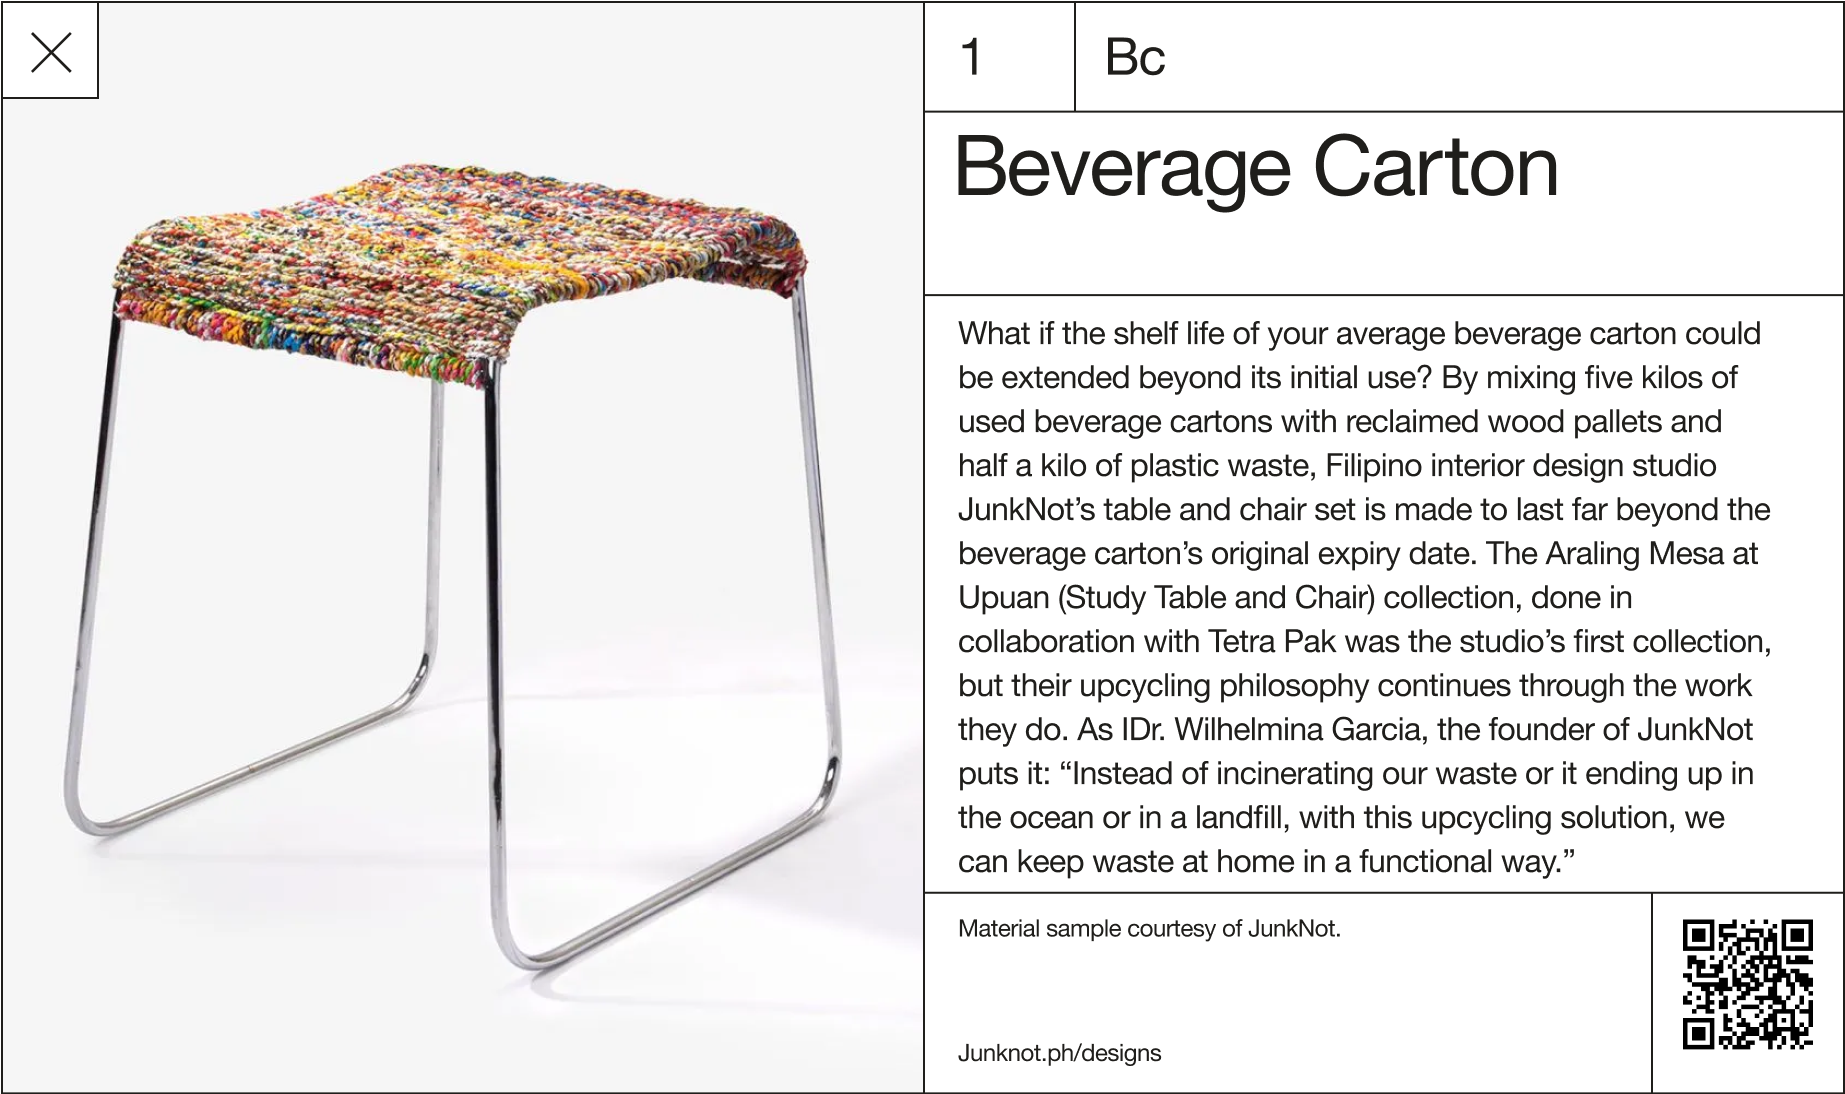 1
Bc
Beverage Carton
What if the shelf life of your average beverage carton could
be extended beyond its initial use? By mixing five kilos of
used beverage cartons with reclaimed wood pallets and
half a kilo of plastic waste, Filipino interior design studio
JunkNot’s table and chair set is made to last far beyond the
beverage carton’s original expiry date. The Araling Mesa at
Upuan (Study Table and Chair) collection, done in
collaboration with Tetra Pak was the studio’s first collection,
but their upcycling philosophy continues through the work
they do. As IDr. Wilhelmina Garcia, the founder of JunkNot
puts it: “Instead of incinerating our waste or it ending up in
the ocean or in a landfill, with this upcycling solution, we
can keep waste at home in a functional way.”
Material sample courtesy of JunkNot.
Junknot.ph/designs